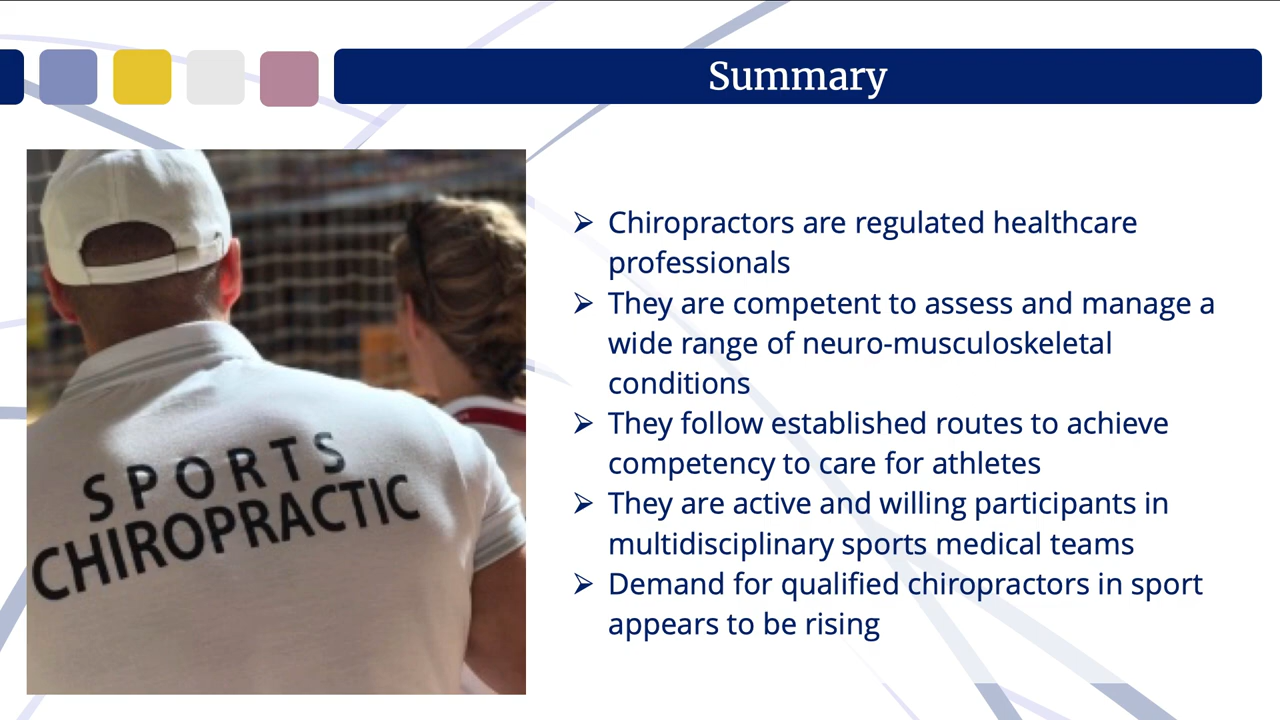 Summary
SPORTS
CHIROPRACTIC
➢ Chiropractors are regulated healthcare
professionals
➢ They are competent to assess and manage a
wide range of neuro-musculoskeletal
conditions
➢ They follow established routes to achieve
competency to care for athletes
➢ They are active and willing participants in
multidisciplinary sports medical teams
➢ Demand for qualified chiropractors in sport
appears to be rising